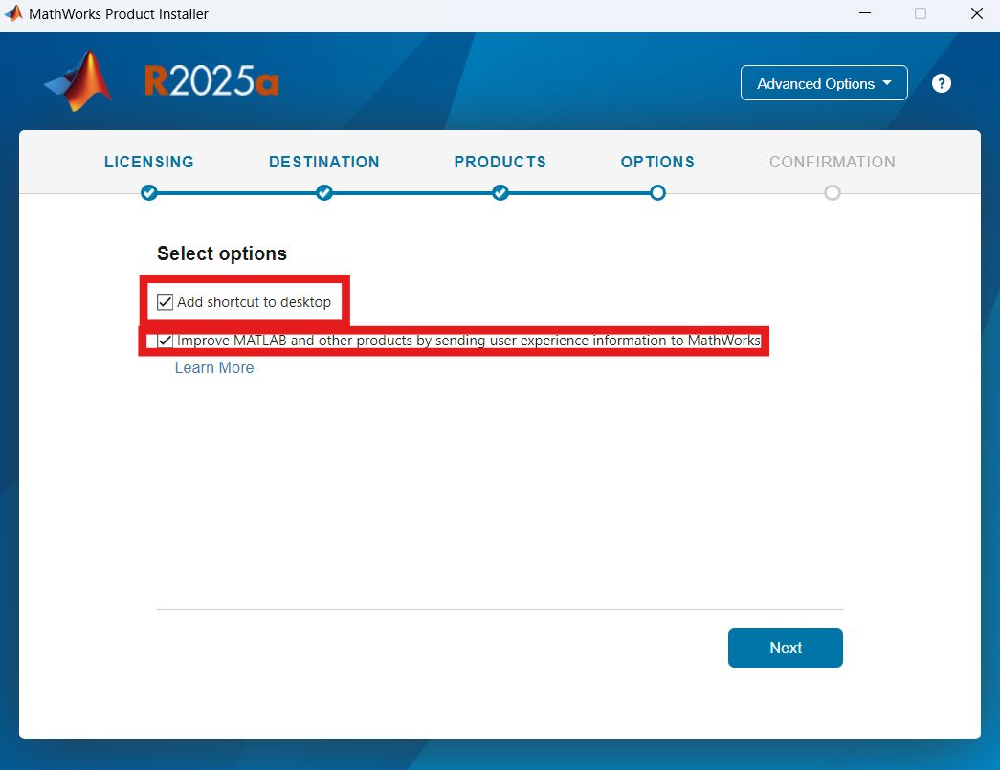 MathWorks Product Installer
R2025a
Advanced Options
?
LICENSING DESTINATION PRODUCTS OPTIONS CONFIRMATION
Select options
Add shortcut to desktop
Improve MATLAB and other products by sending user experience information to MathWorks
Learn More
Next